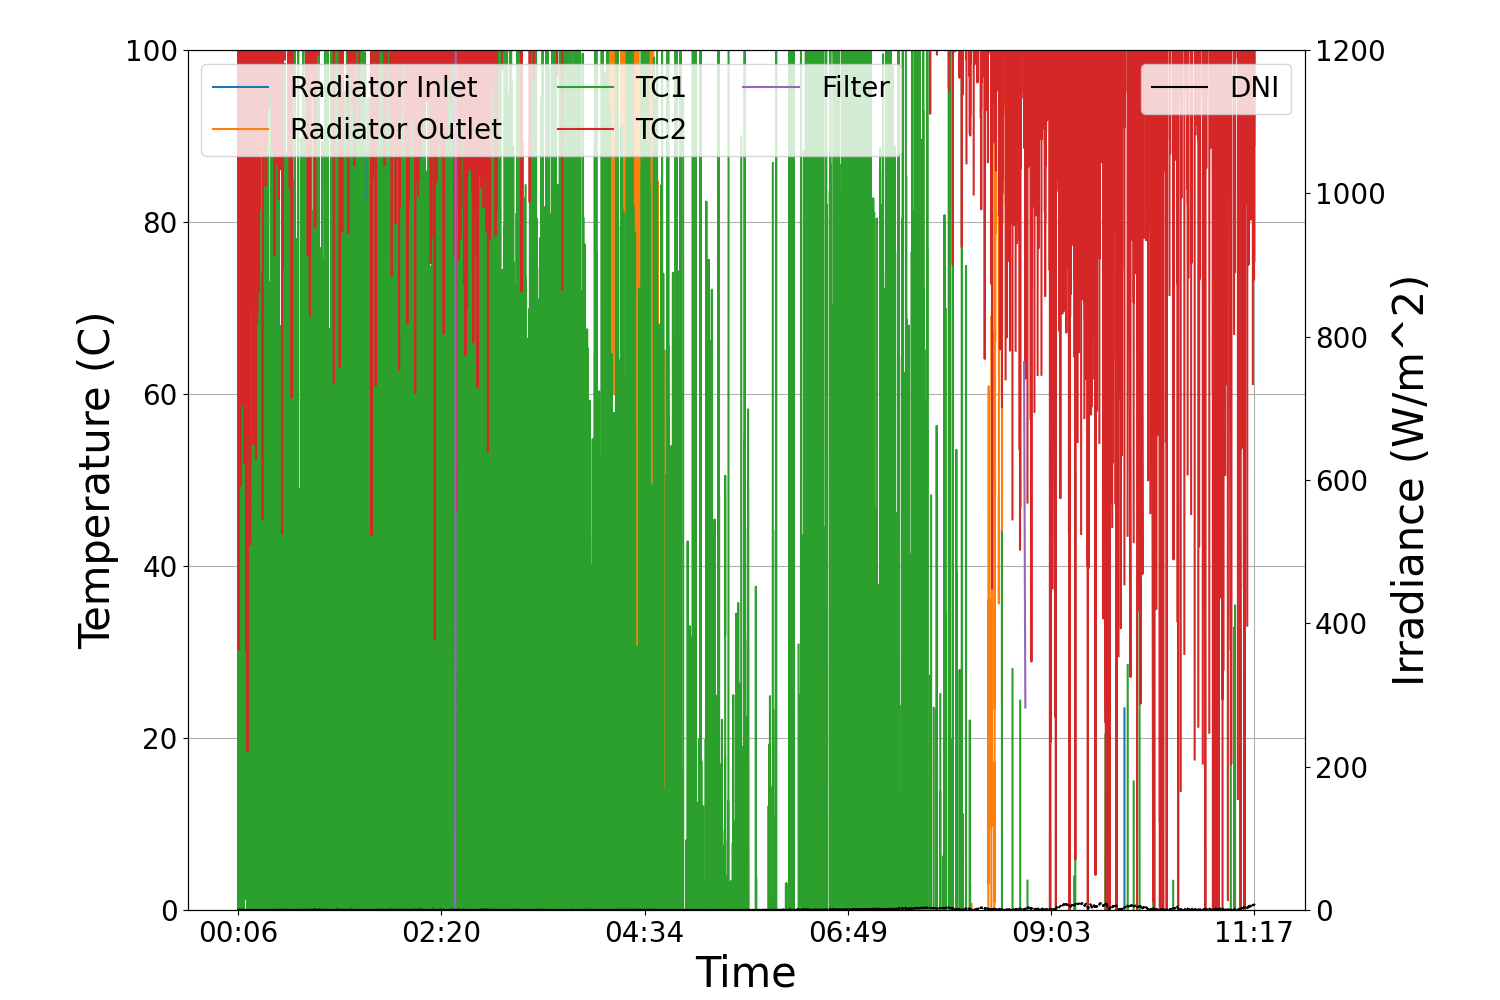 Radiator Inlet
Radiator Outlet
TC1
TC2
Filter
DNI
Temperature (C)
100
80
60
40
20
0
Irradiance (W/m^2)
1200
1000
800
600
400
200
0
00:06
02:20
04:34
06:49
09:03
11:17
Time